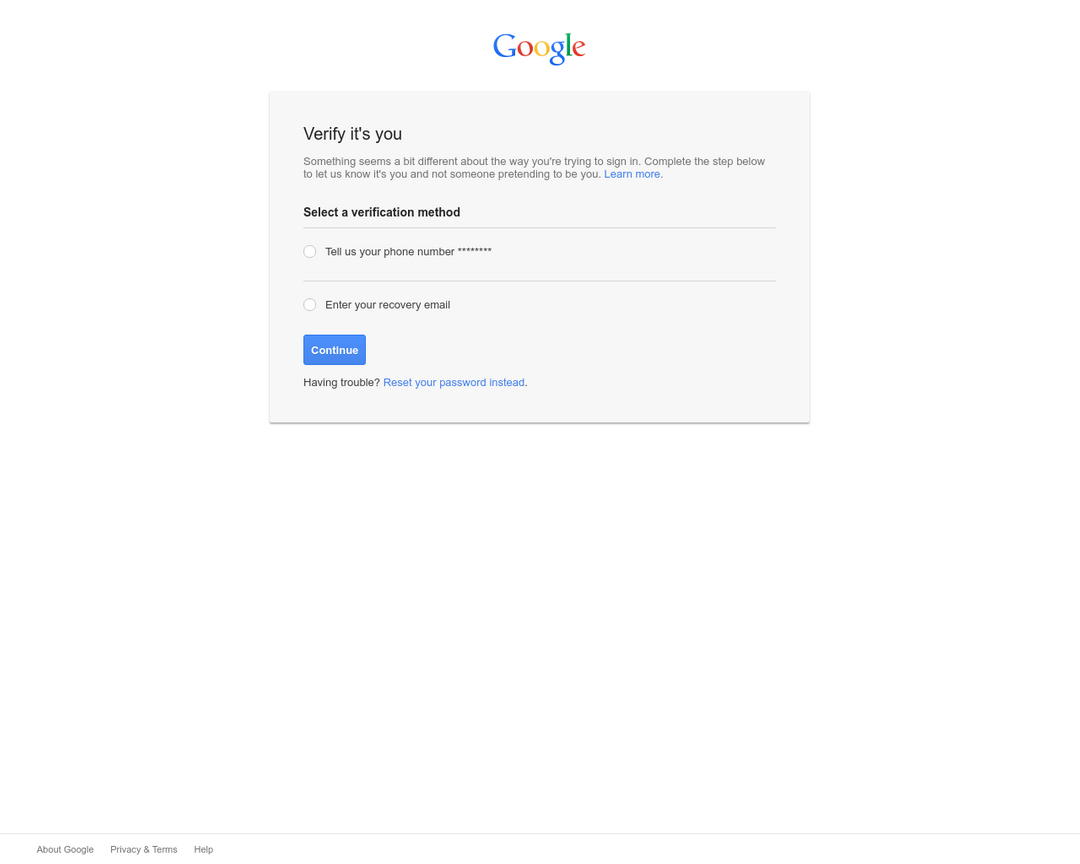 Google
Verify it's you
Something seems a bit different about the way you're trying to sign in. Complete the step below
to let us know it's you and not someone pretending to be you. Learn more.
Select a verification method
Tell us your phone number ********
Enter your recovery email
Continue
Having trouble? Reset your password instead.
About Google Privacy & Terms Help